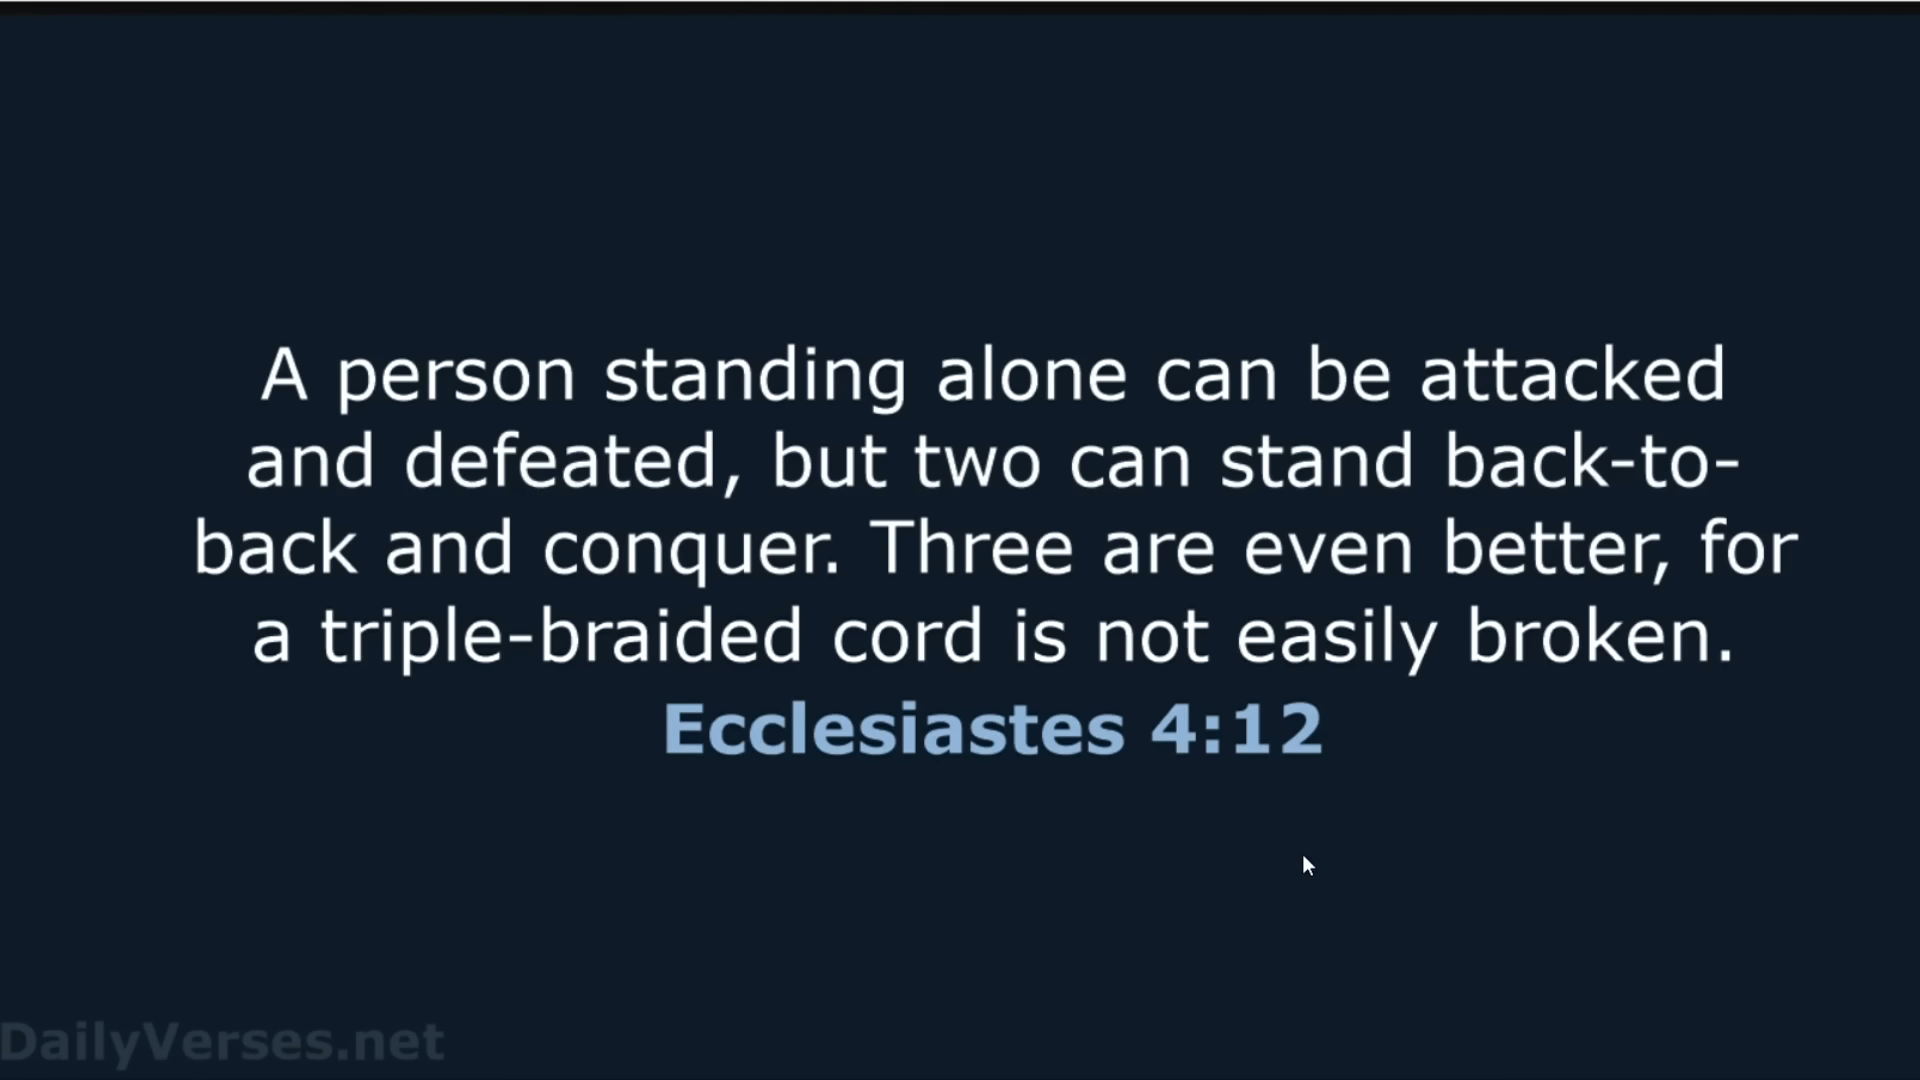 A person standing alone can be attacked
and defeated, but two can stand back-to-
back and conquer. Three are even better, for
a triple-braided cord is not easily broken.
Ecclesiastes 4:12
DailyVerses.net